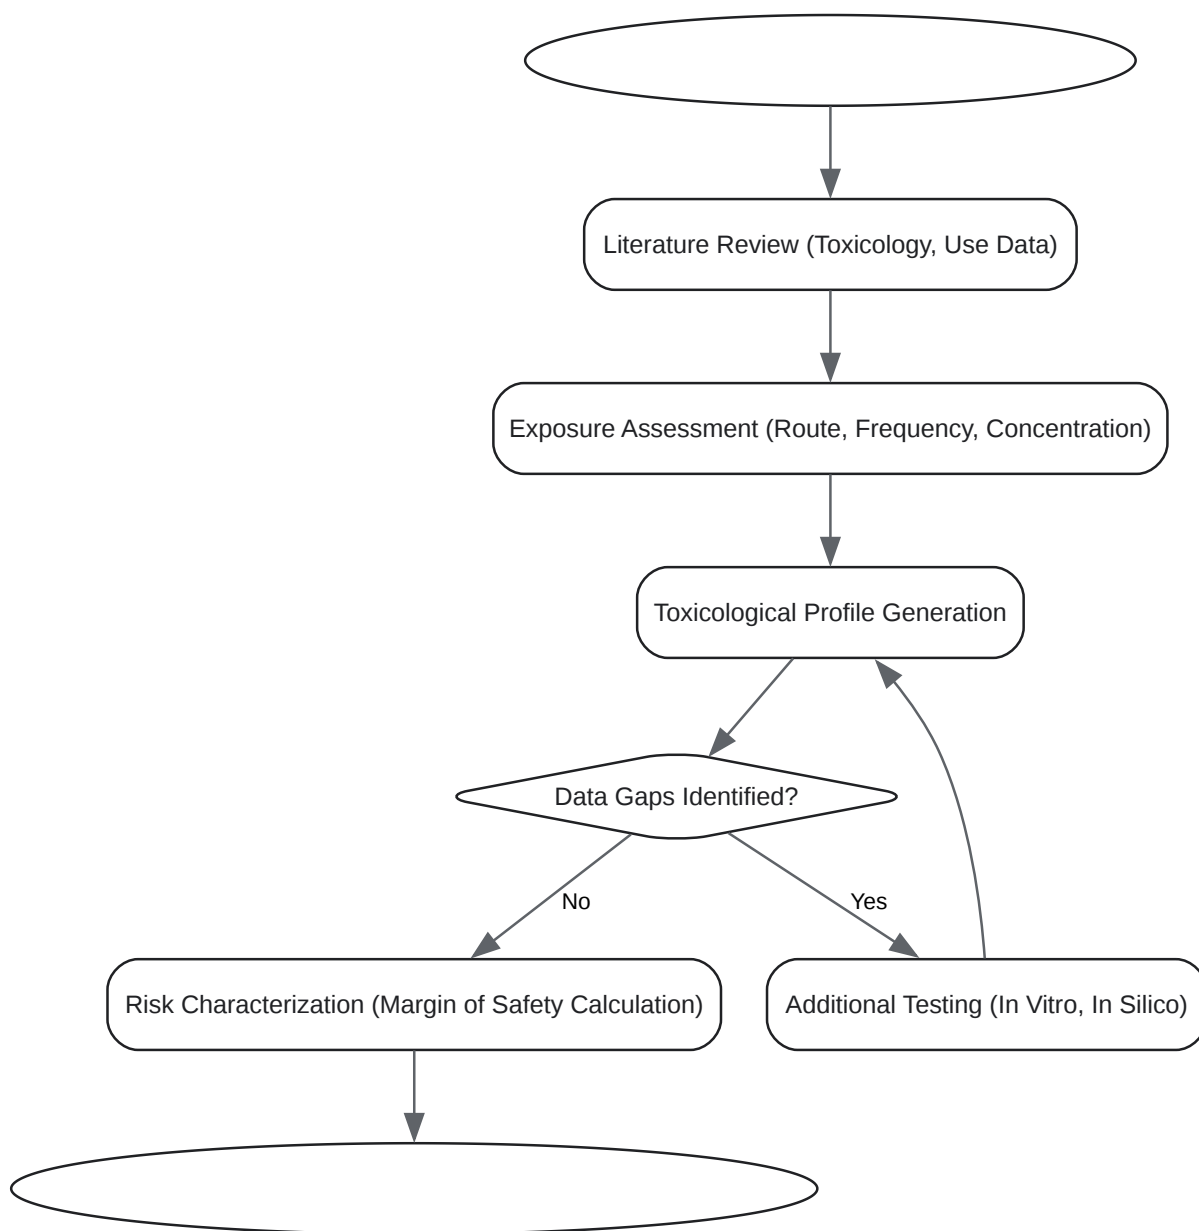 Literature Review (Toxicology, Use Data)
Exposure Assessment (Route, Frequency, Concentration)
Toxicological Profile Generation
Data Gaps Identified?
No
Yes
Risk Characterization (Margin of Safety Calculation)
Additional Testing (In Vitro, In Silico)